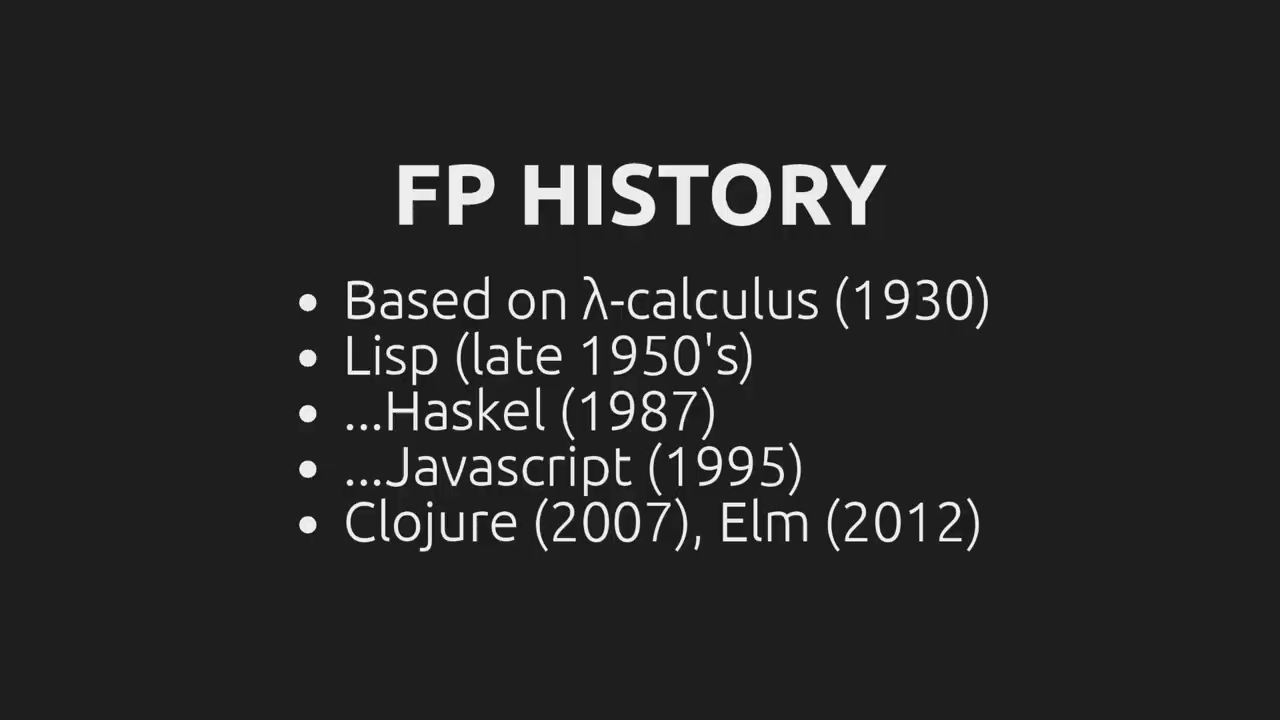 FP HISTORY
• Based on λ-calculus (1930)
• Lisp (late 1950's)
• ...Haskel (1987)
• ...Javascript (1995)
• Clojure (2007), Elm (2012)